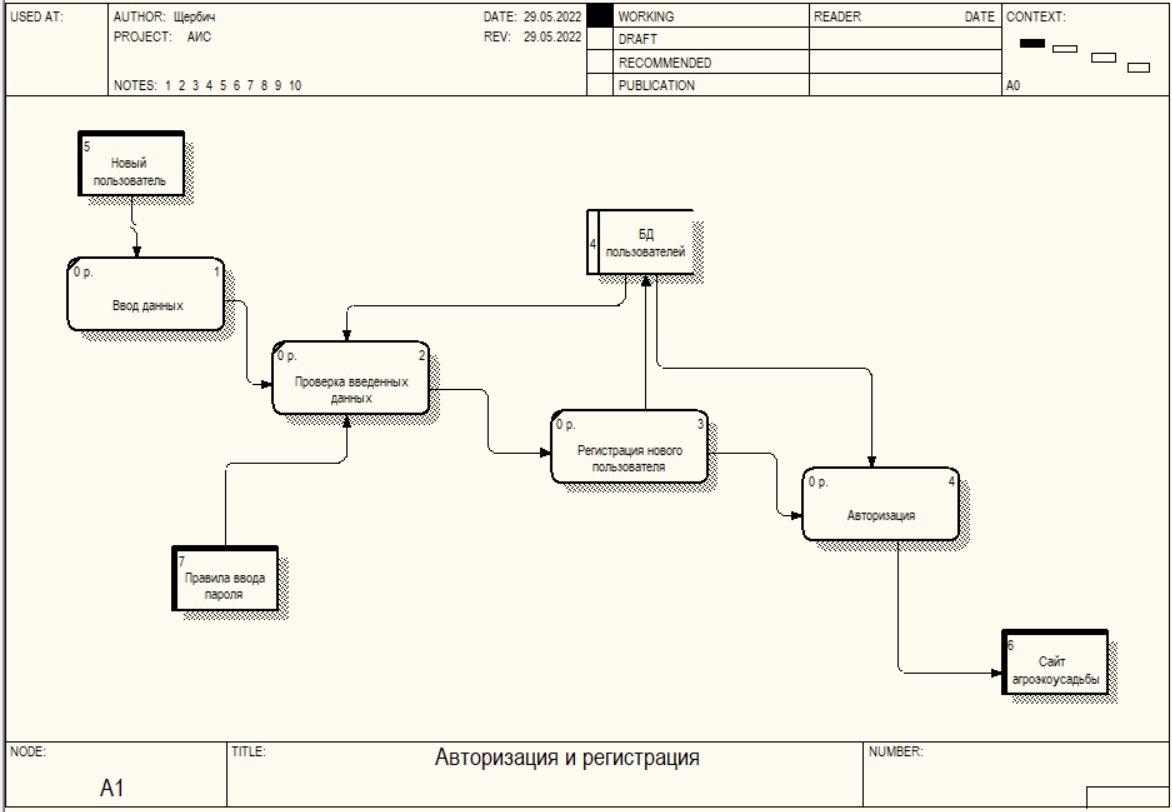 USED AT:
AUTHOR: Щербич
DATE: 29.05.2022
PROJECT: АИС
REV: 29.05.2022
NOTES: 1 2 3 4 5 6 7 8 9 10
WORKING
DRAFT
RECOMMENDED
PUBLICATION
READER
DATE
CONTEXT:
A0
5
Новый
пользователь
0 р.
1
Ввод данных
4
БД
пользователей
0 р.
2
Проверка введенных
данных
0 р.
3
Регистрация нового
пользователя
0 р.
4
Авторизация
7
Правила ввода
пароля
6
Сайт
агроэкоусадьбы
NODE:
A1
TITLE:
Авторизация и регистрация
NUMBER: